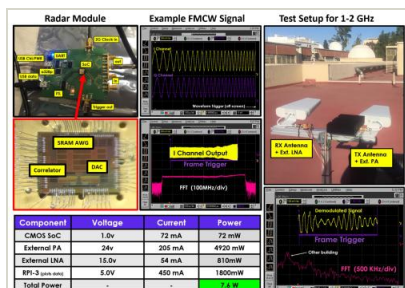 Radar Module
Example FMCW Signal
Test Setup for 1-2 GHz
SoC
Trigger out
SRAM AWG
Correlator
DAC
I Channel
Waveform Trigger (off screen)
I Channel Output
Frame Trigger
FFT (100MHz/div)
RX Antenna
+ Ext. LNA
TX Antenna
+ Ext. PA
Demodulated Signal
Frame Trigger
Other building
FFT (500 KHz/div)
Component Voltage Current Power
CMOS SoC 1.0v 72 mA 72 mW
External PA 24v 205 mA 4920 mW
External LNA 15.0v 54 mA 810mW
RPI-3 5.0V 450 mA 1800mW
Total Power - - 7.6 W